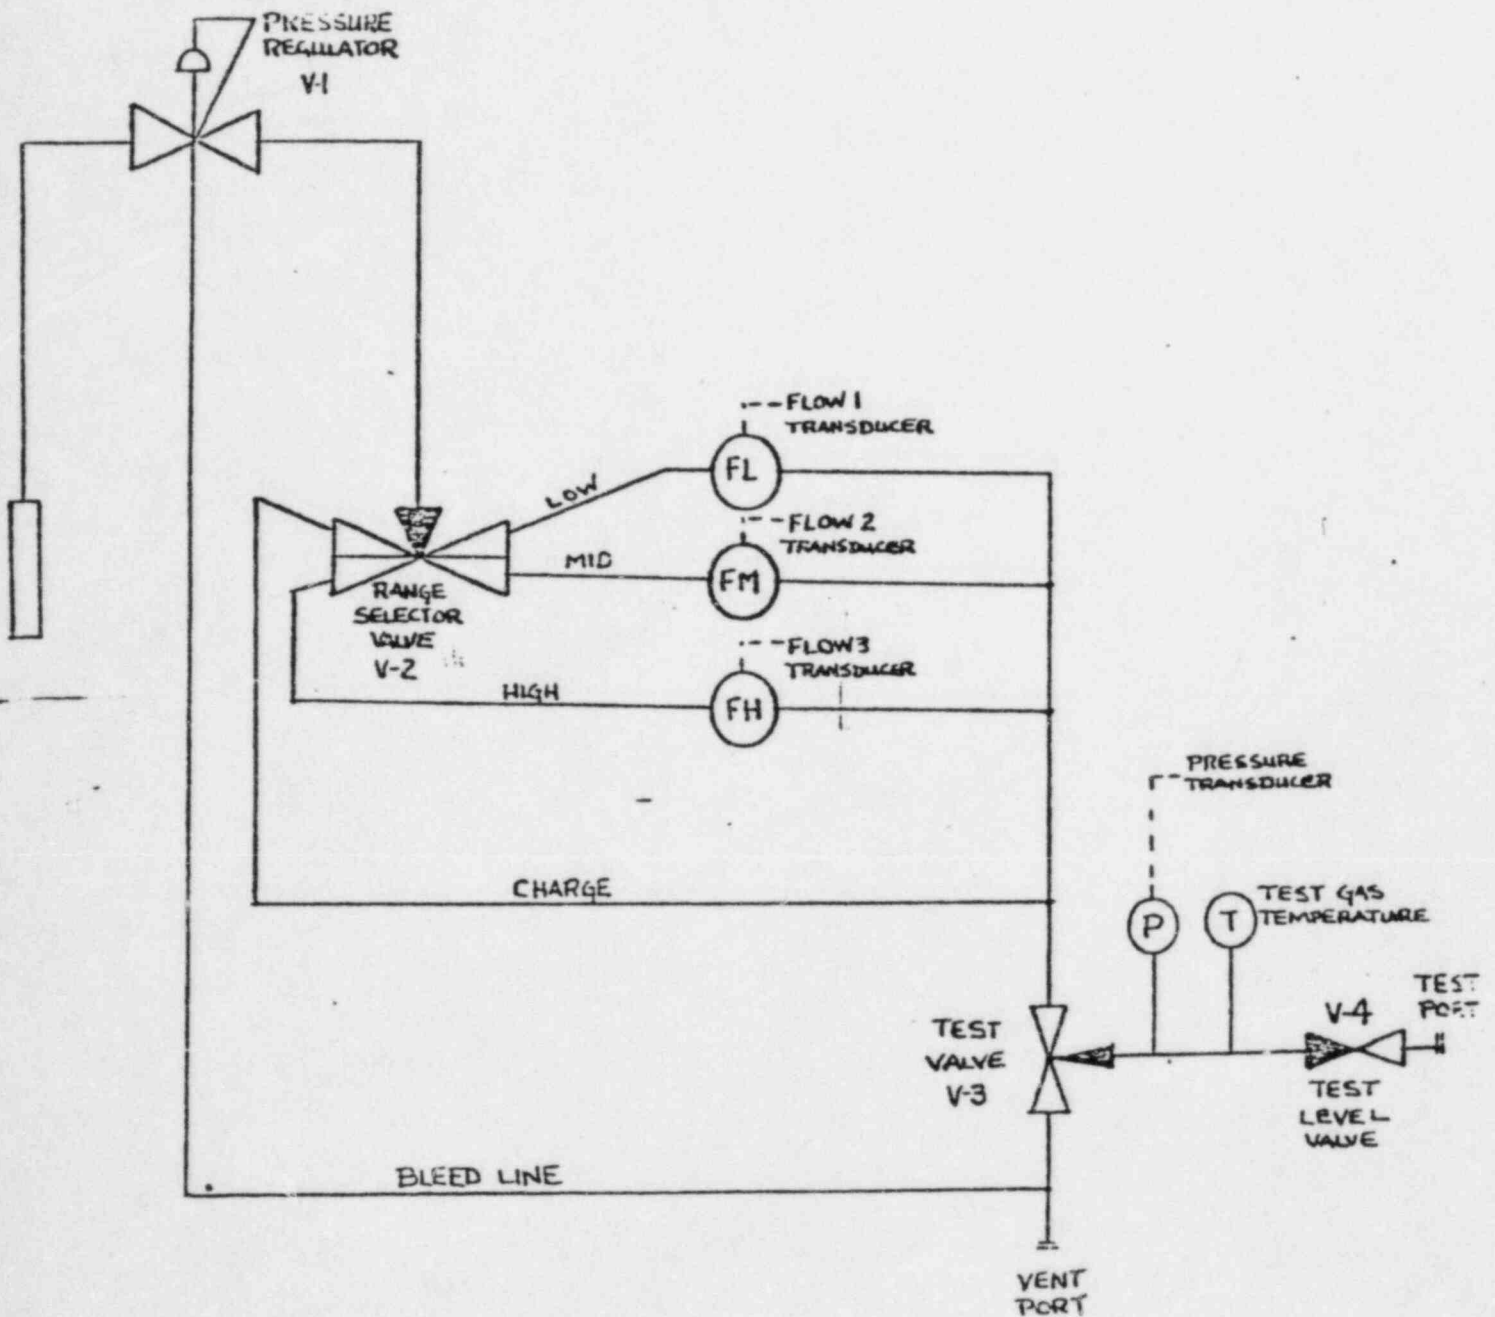 PRESSURE
REGULATOR
V-1
FLOW 1
TRANSDUCER
LOW
FL
FLOW 2
TRANSDUCER
MID
FM
RANGE
SELECTOR
VALVE
V-2
FLOW 3
TRANSDUCER
HIGH
FH
PRESSURE
TRANSDUCER
CHARGE
P
T
TEST GAS
TEMPERATURE
TEST
PORT
V-4
TEST
VALVE
V-3
TEST
LEVEL
VALVE
BLEED LINE
VENT
PORT